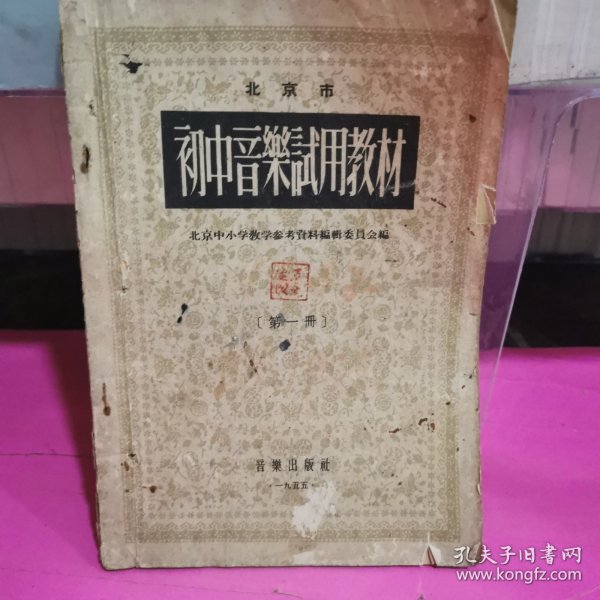 北京市
初中音樂試用教材
北京中小学教学参考資料編輯委員会編
〔第一冊〕
音樂出版社
·一九五五·
孔夫子旧書网
www.kongfz.com